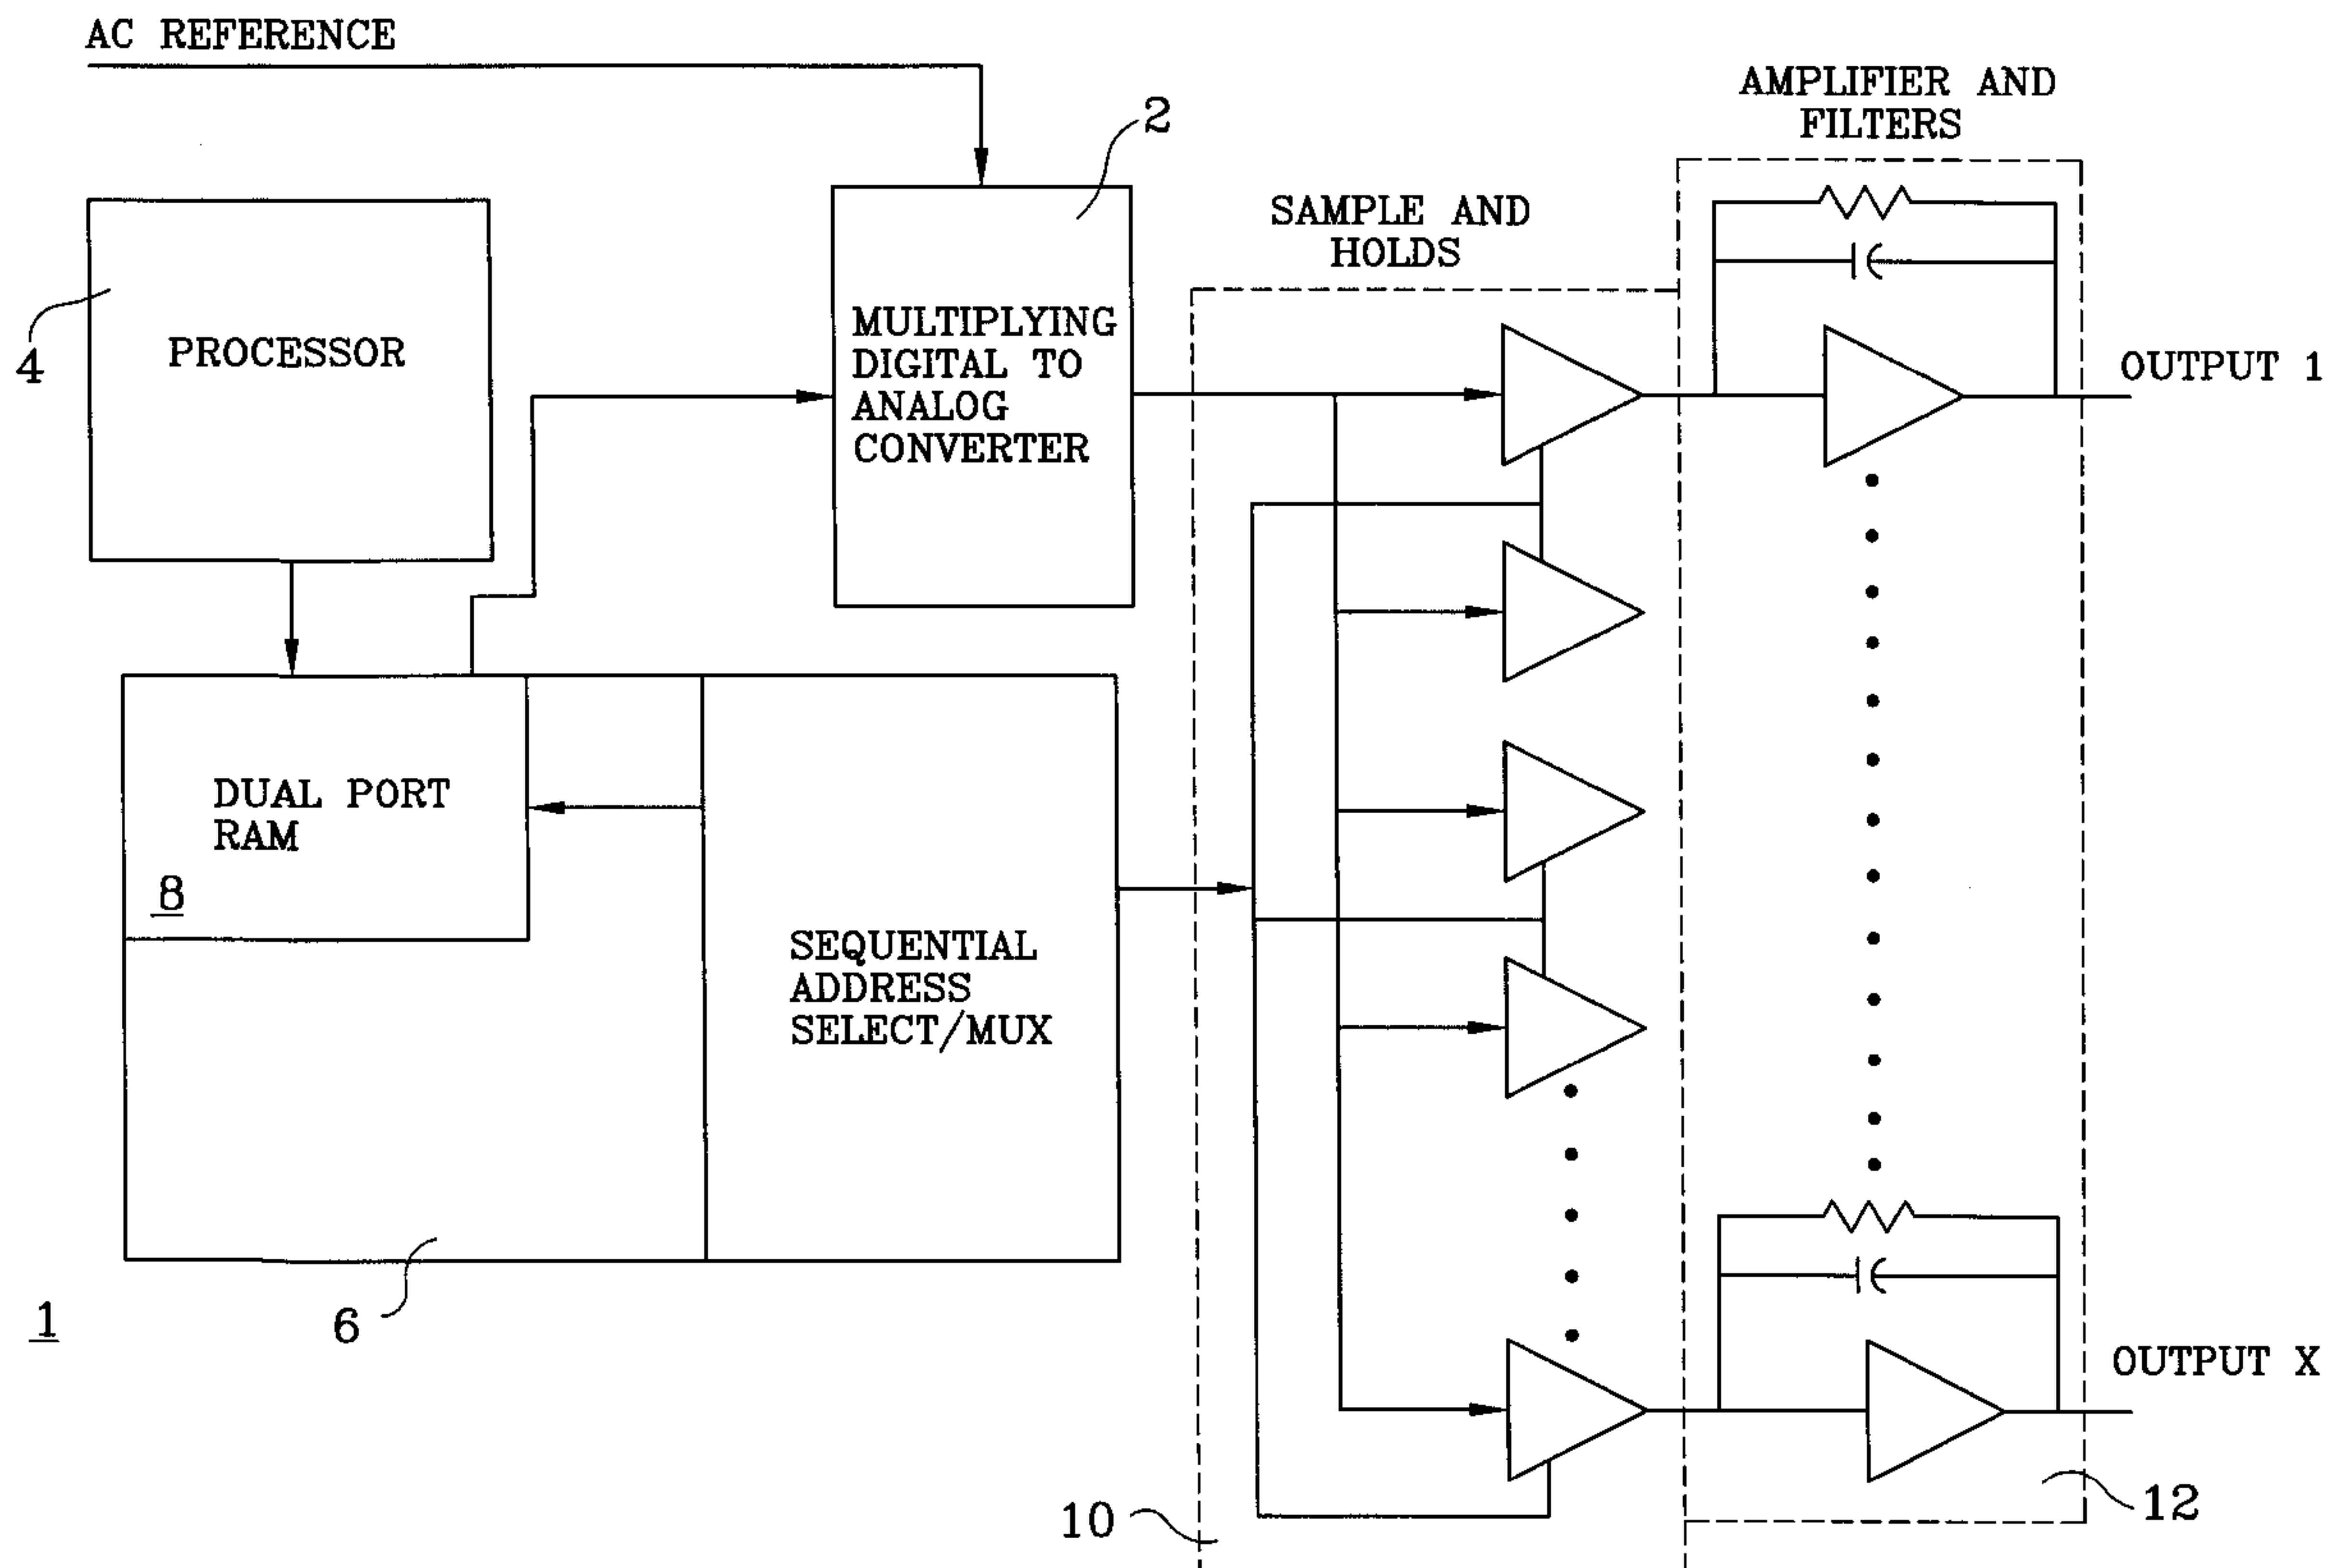 AC REFERENCE
AMPLIFIER AND
FILTERS
2
SAMPLE AND
HOLDS
4
PROCESSOR
MULTIPLYING
DIGITAL TO
ANALOG
CONVERTER
OUTPUT 1
DUAL PORT
RAM
8
SEQUENTIAL
ADDRESS
SELECT/MUX
1
6
OUTPUT X
10
12